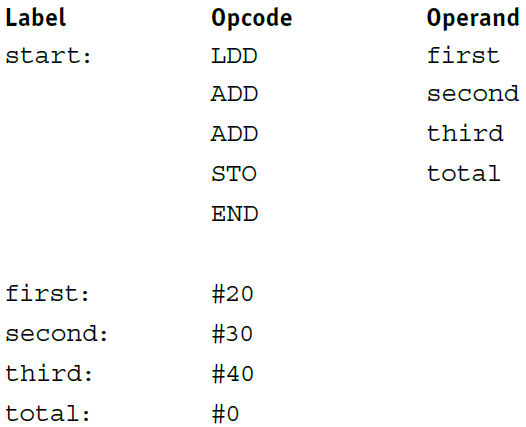 Label Opcode Operand
start: LDD first
ADD second
ADD third
STO total
END
first: #20
second: #30
third: #40
total: #0